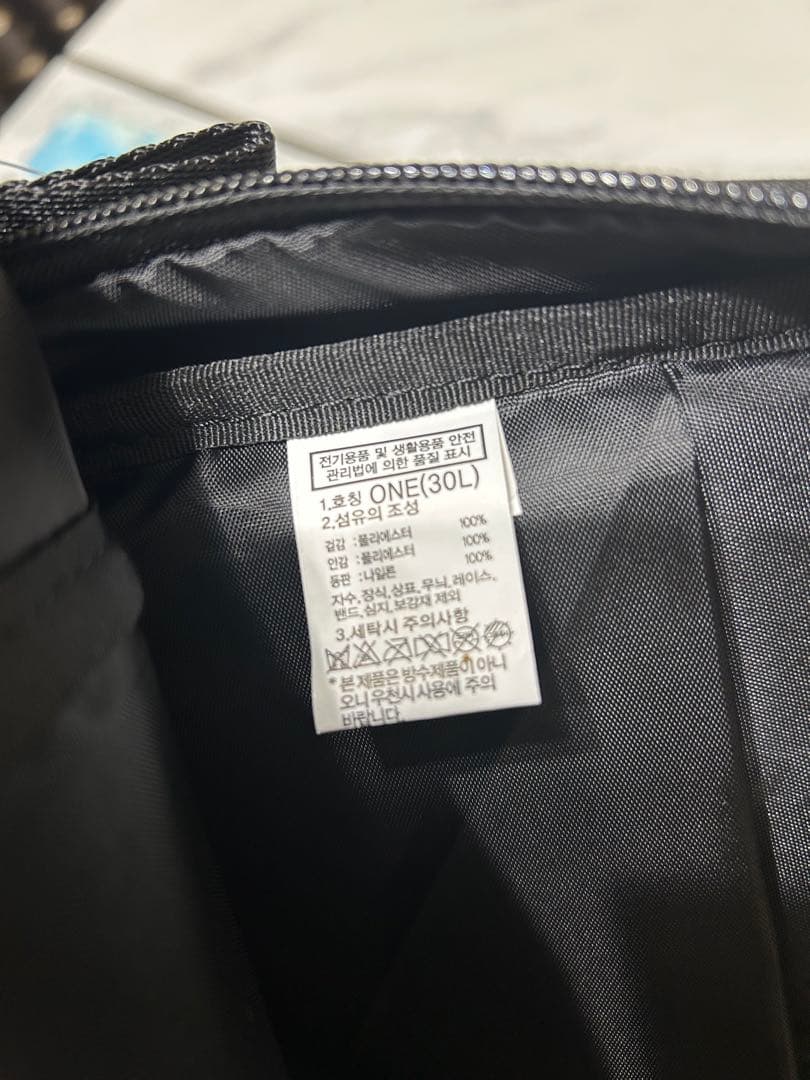 전기용품 및 생활용품 안전
관리법에 의한 품질 표시
1.호칭 ONE(30L)
2.섬유의 조성
겉감 :폴리에스터 100%
안감 :폴리에스터 100%
등판 :나일론 100%
자수,장식,상표,무늬,레이스,
밴드,심지,보강재 제외
3.세탁시 주의사항
*본 제품은 방수제품이 아니
오니 우천시 사용에 주의
바랍니다.